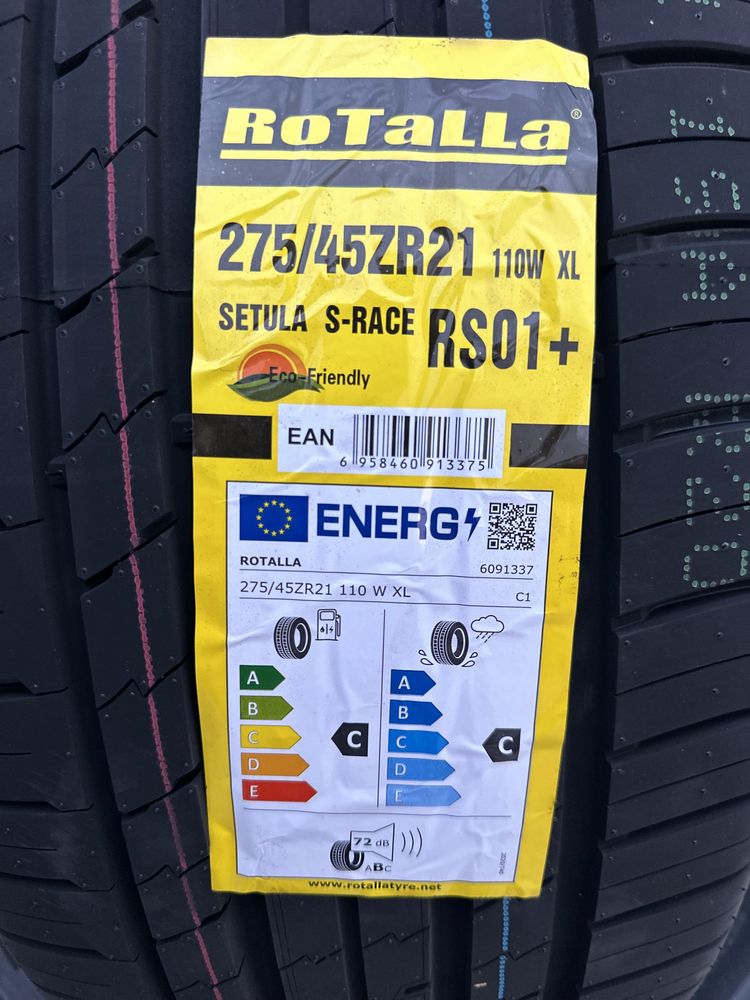 RoTaLLa®
275/45ZR21 110W XL
SETULA S-RACE RS01+
Eco-Friendly
EAN
6 958460 913375
ENERG
ROTALLA 6091337
275/45ZR21 110 W XL C1
A A
B B
C C C C
D D
E E
72 dB
ABC
www.rotallatyre.net